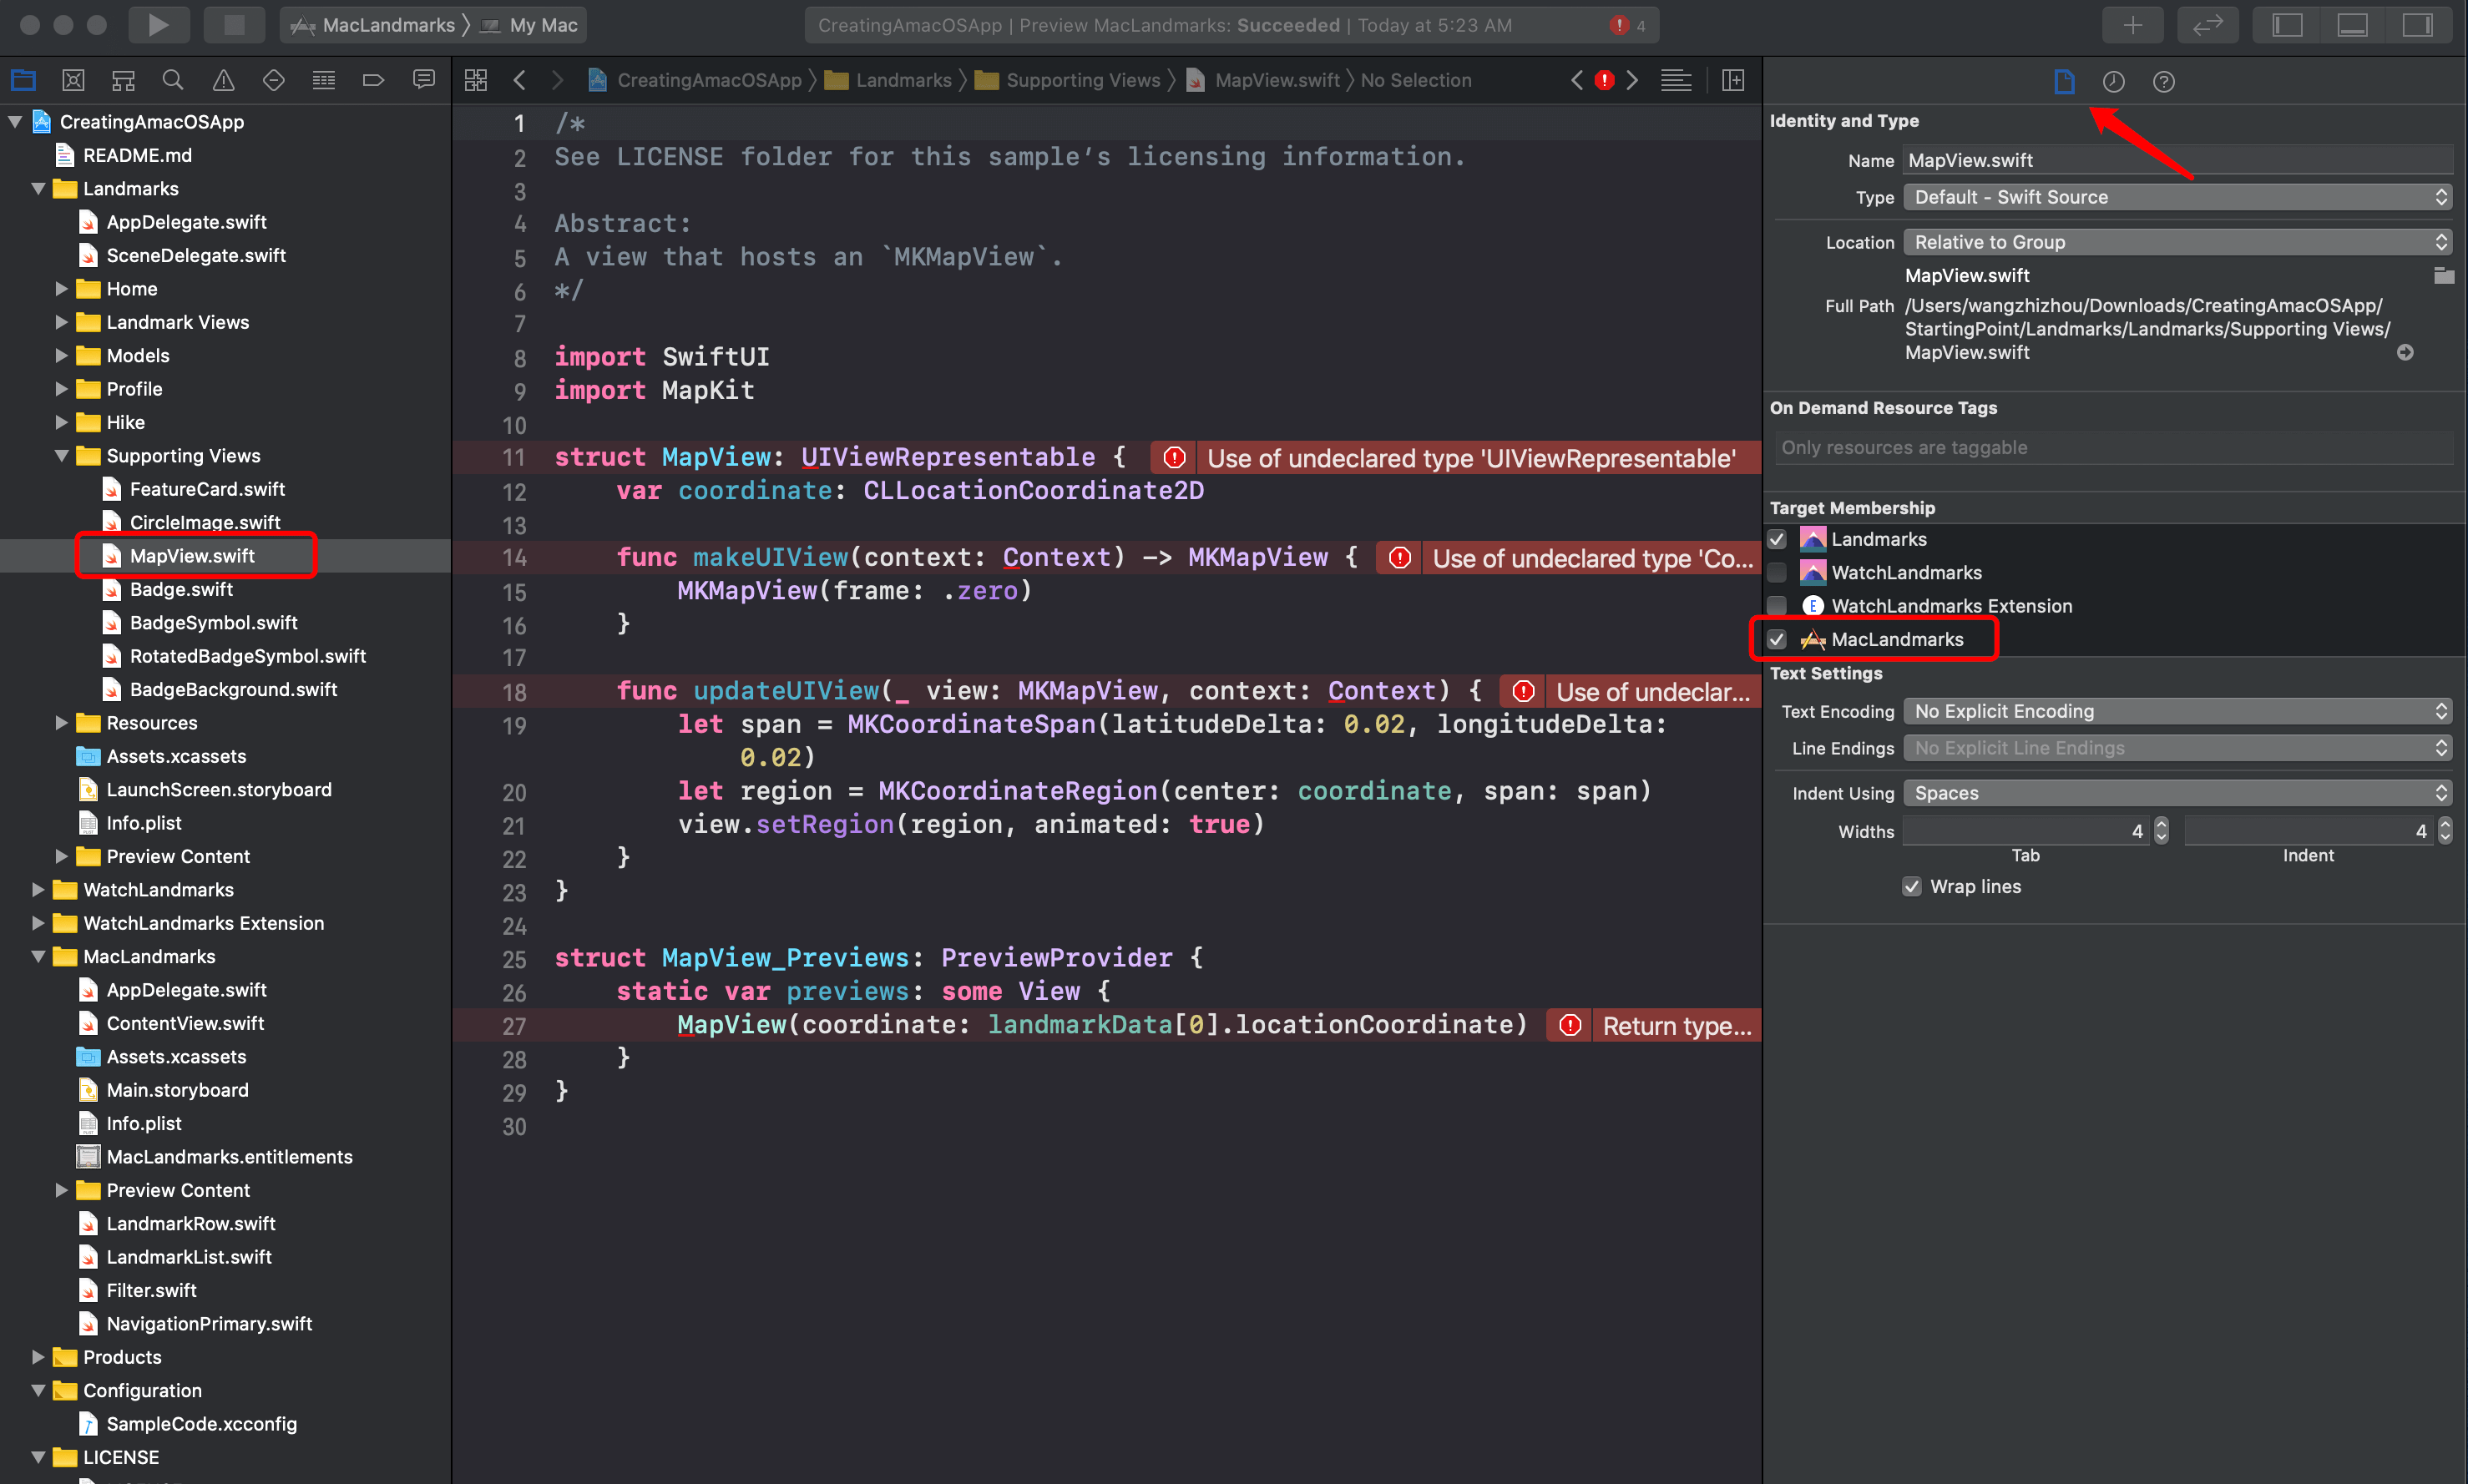 MacLandmarks
My Mac
CreatingAmacOSApp | Preview MacLandmarks: Succeeded | Today at 5:23 AM
4
CreatingAmacOSApp
README.md
Landmarks
AppDelegate.swift
SceneDelegate.swift
Home
Landmark Views
Models
Profile
Hike
Supporting Views
FeatureCard.swift
CircleImage.swift
MapView.swift
Badge.swift
BadgeSymbol.swift
RotatedBadgeSymbol.swift
BadgeBackground.swift
Resources
Assets.xcassets
LaunchScreen.storyboard
Info.plist
Preview Content
WatchLandmarks
WatchLandmarks Extension
MacLandmarks
AppDelegate.swift
ContentView.swift
Assets.xcassets
Main.storyboard
Info.plist
MacLandmarks.entitlements
Preview Content
LandmarkRow.swift
LandmarkList.swift
Filter.swift
NavigationPrimary.swift
Products
Configuration
SampleCode.xcconfig
LICENSE
CreatingAmacOSApp 〉 Landmarks 〉 Supporting Views 〉 MapView.swift 〉 No Selection
1 /*
2 See LICENSE folder for this sample’s licensing information.
3
4 Abstract:
5 A view that hosts an `MKMapView`.
6 */
7
8 import SwiftUI
9 import MapKit
10
11 struct MapView: UIViewRepresentable { Use of undeclared type 'UIViewRepresentable'
12 var coordinate: CLLocationCoordinate2D
13
14 func makeUIView(context: Context) -> MKMapView { Use of undeclared type 'Co...
15 MKMapView(frame: .zero)
16 }
17
18 func updateUIView(_ view: MKMapView, context: Context) { Use of undeclar...
19 let span = MKCoordinateSpan(latitudeDelta: 0.02, longitudeDelta:
0.02)
20 let region = MKCoordinateRegion(center: coordinate, span: span)
21 view.setRegion(region, animated: true)
22 }
23 }
24
25 struct MapView_Previews: PreviewProvider {
26 static var previews: some View {
27 MapView(coordinate: landmarkData[0].locationCoordinate) Return type...
28 }
29 }
30
Identity and Type
Name MapView.swift
Type Default - Swift Source
Location Relative to Group
MapView.swift
Full Path /Users/wangzhizhou/Downloads/CreatingAmacOSApp/
StartingPoint/Landmarks/Landmarks/Supporting Views/
MapView.swift
On Demand Resource Tags
Only resources are taggable
Target Membership
Landmarks
WatchLandmarks
E WatchLandmarks Extension
MacLandmarks
Text Settings
Text Encoding No Explicit Encoding
Line Endings No Explicit Line Endings
Indent Using Spaces
Widths 4 4
Tab Indent
Wrap lines